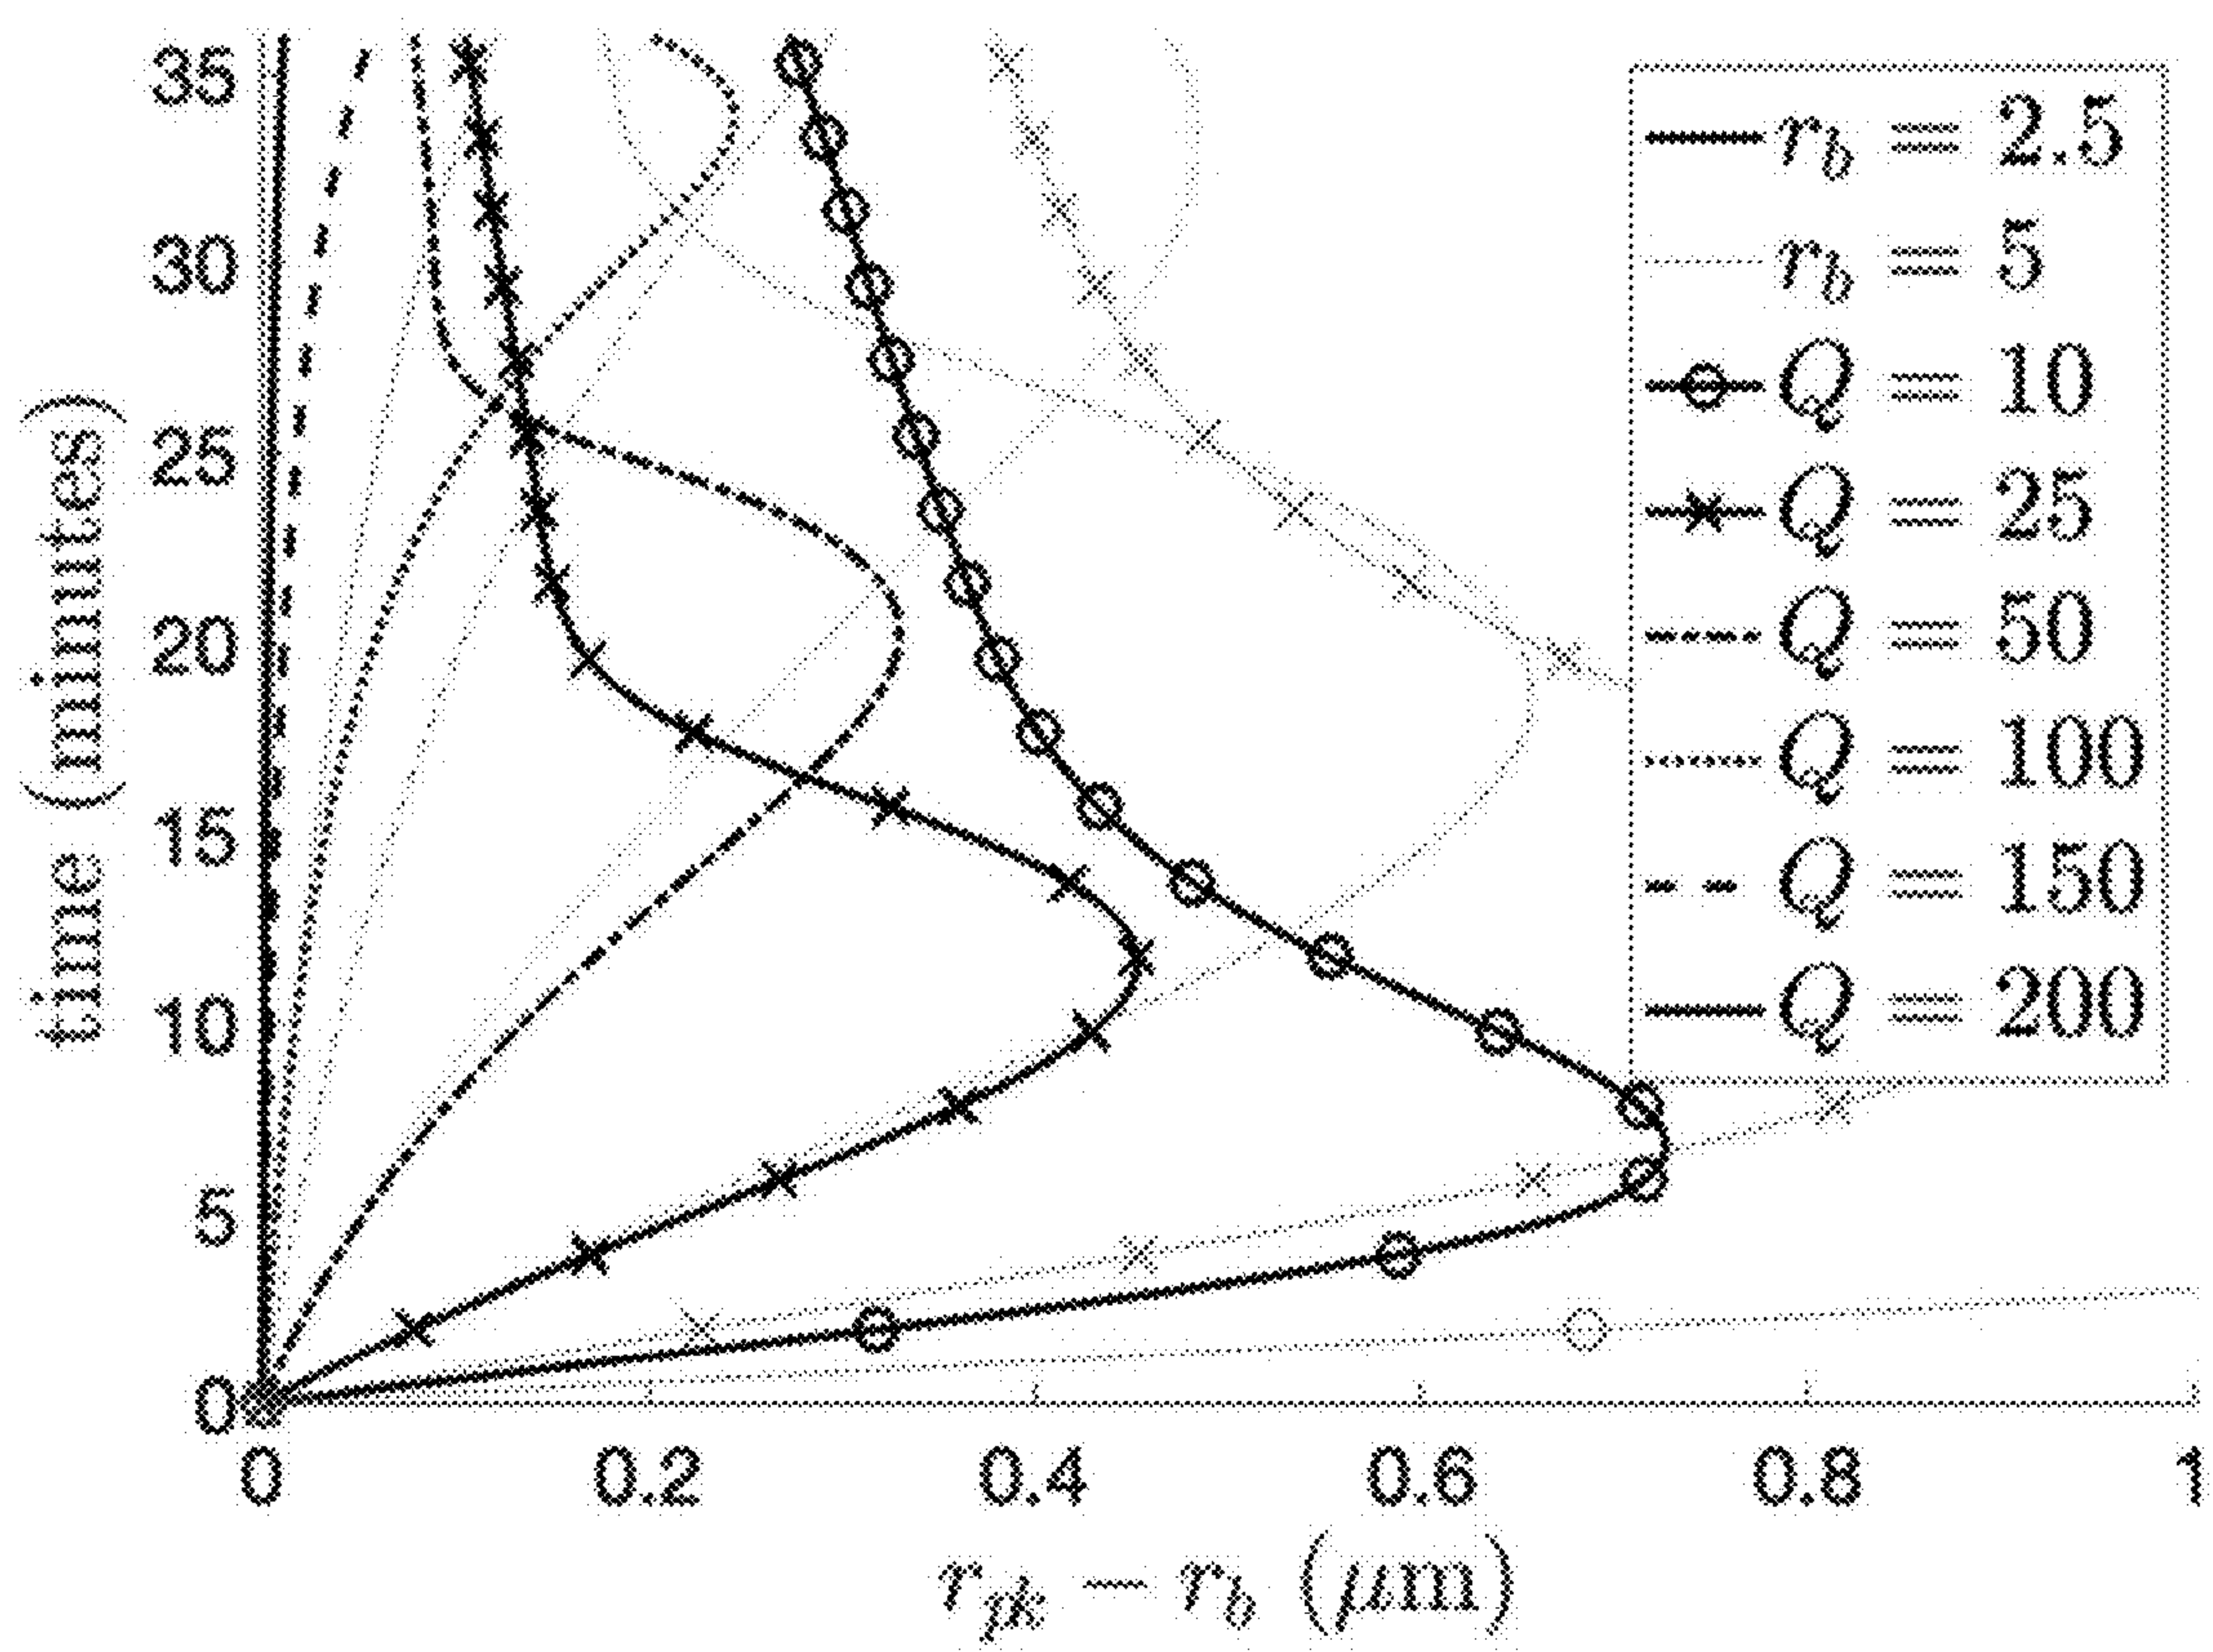 35
30
25
20
15
10
5
0
time (minutes)
0 0.2 0.4 0.6 0.8 1
r_pk − r_b (μm)
r_b = 2.5
r_b = 5
Q = 10
Q = 25
Q = 50
Q = 100
Q = 150
Q = 200